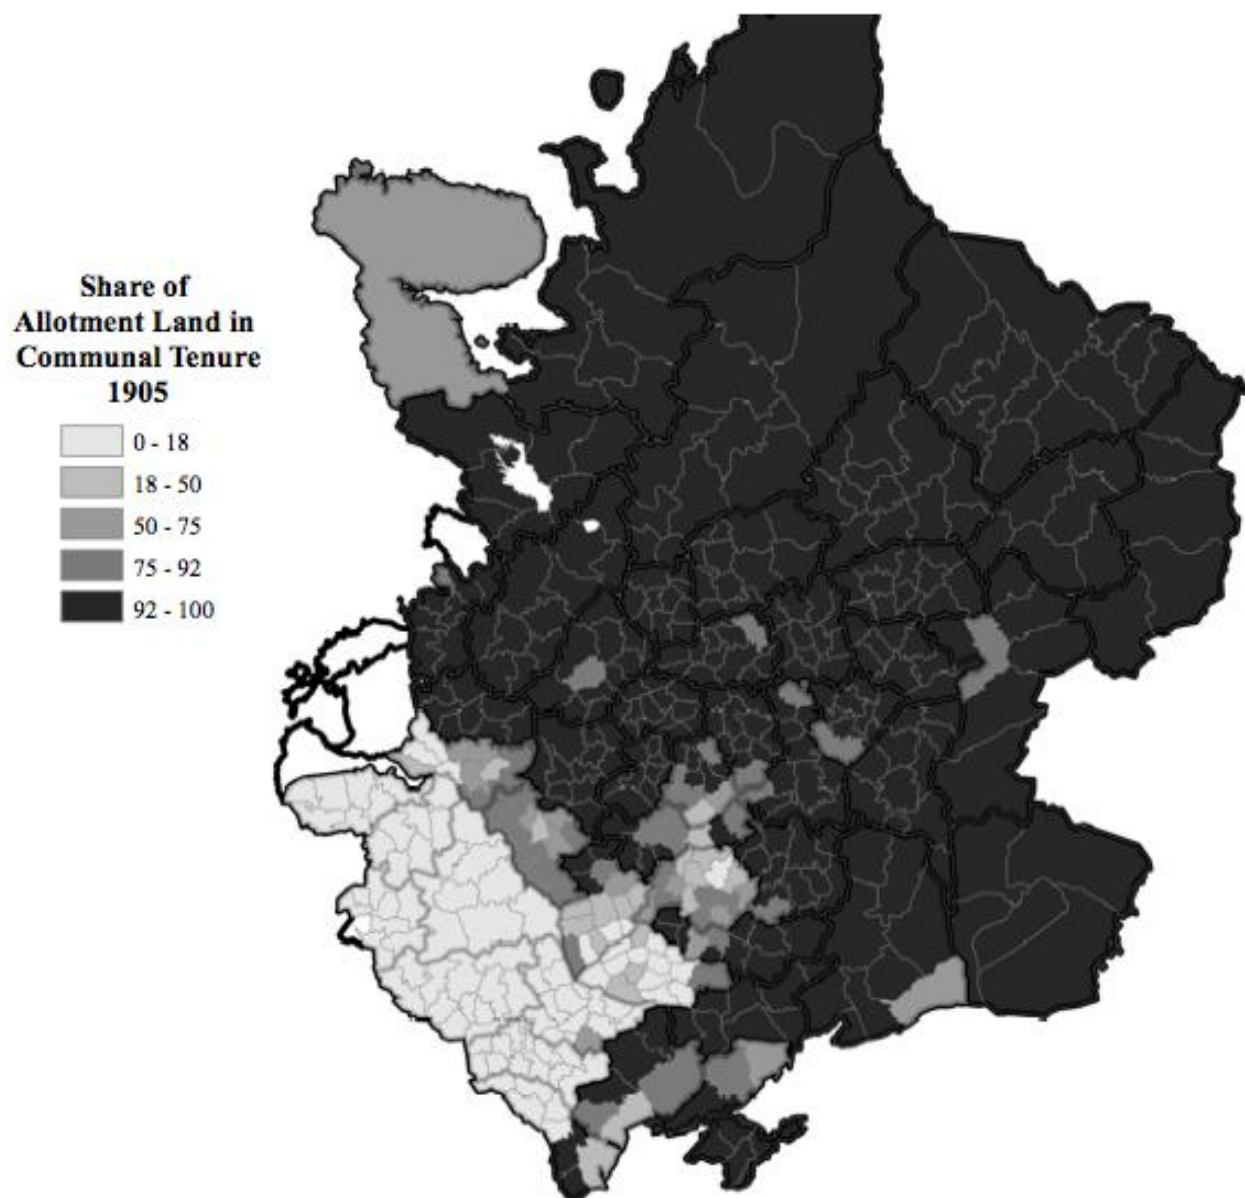 Share of
Allotment Land in
Communal Tenure
1905
0 - 18
18 - 50
50 - 75
75 - 92
92 - 100